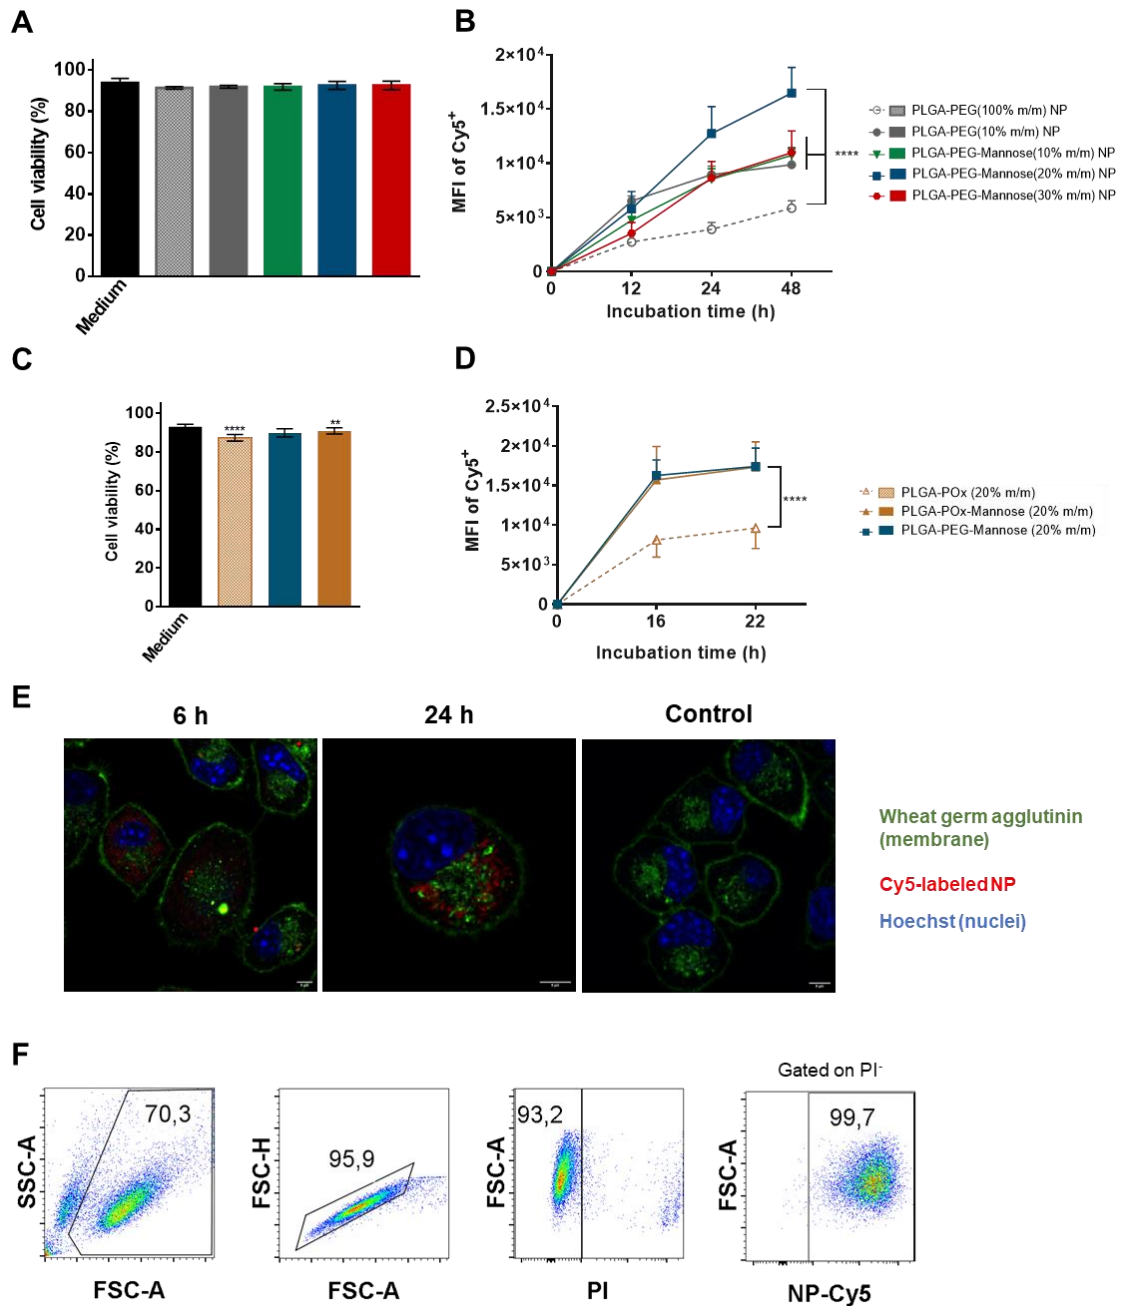 A
B
100
80
60
40
20
0
Cell viability (%)
Medium
2×10⁴
1.5×10⁴
1×10⁴
5×10³
0
MFI of Cy5⁺
0 12 24 48
Incubation time (h)
****
PLGA-PEG(100% m/m) NP
PLGA-PEG(10% m/m) NP
PLGA-PEG-Mannose(10% m/m) NP
PLGA-PEG-Mannose(20% m/m) NP
PLGA-PEG-Mannose(30% m/m) NP
C
D
100
80
60
40
20
0
Cell viability (%)
**** **
Medium
2.5×10⁴
2×10⁴
1.5×10⁴
1×10⁴
5×10³
0
MFI of Cy5⁺
0 16 22
Incubation time (h)
****
PLGA-POx (20% m/m)
PLGA-POx-Mannose (20% m/m)
PLGA-PEG-Mannose (20% m/m)
E
6 h 24 h Control
Wheat germ agglutinin
(membrane)
Cy5-labeled NP
Hoechst (nuclei)
F
Gated on PI⁻
70,3
SSC-A
FSC-A
95,9
FSC-H
FSC-A
93,2
FSC-A
PI
99,7
FSC-A
NP-Cy5